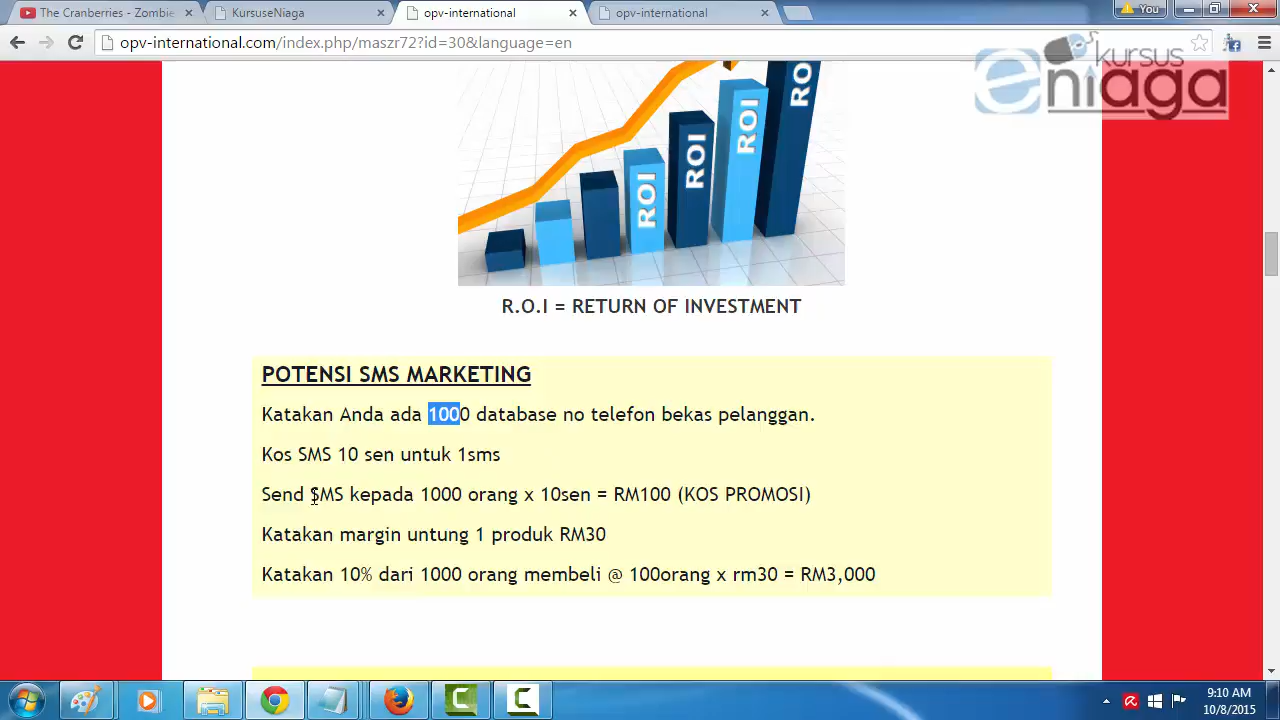 The Cranberries - Zombie
KursuseNiaga
opv-international
opv-international
You
opv-international.com/index.php/maszr72?id=30&language=en
kursus
eniaga
ROI
ROI
ROI
ROI
R.O.I = RETURN OF INVESTMENT
POTENSI SMS MARKETING
Katakan Anda ada 1000 database no telefon bekas pelanggan.
Kos SMS 10 sen untuk 1sms
Send SMS kepada 1000 orang x 10sen = RM100 (KOS PROMOSI)
Katakan margin untung 1 produk RM30
Katakan 10% dari 1000 orang membeli @ 100orang x rm30 = RM3,000
9:10 AM
10/8/2015